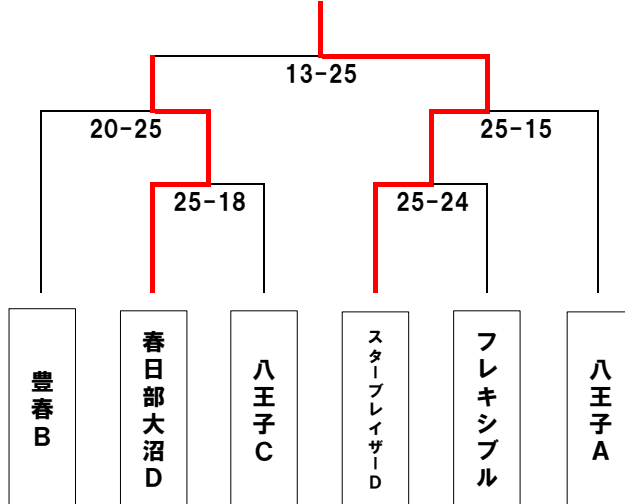 13-25
20-25
25-15
25-18
25-24
豊春B
春日部大沼D
八王子C
スターブレイザーD
フレキシブル
八王子A